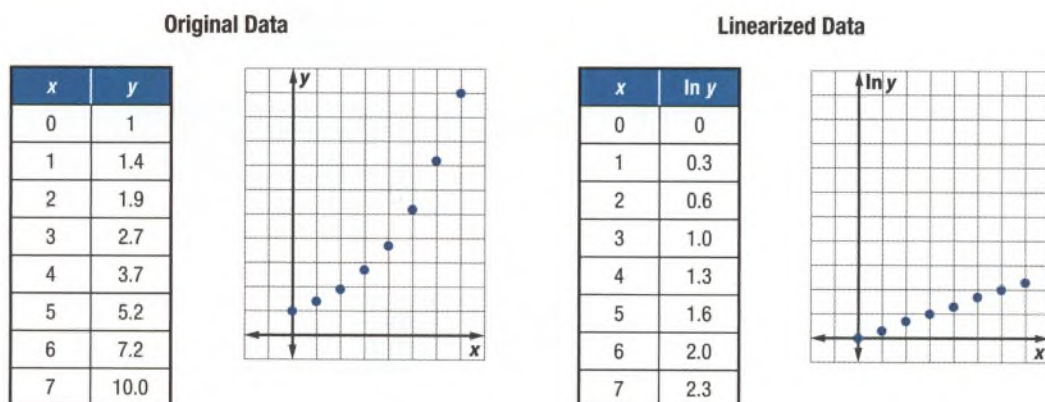 Original Data
x y
0 1
1 1.4
2 1.9
3 2.7
4 3.7
5 5.2
6 7.2
7 10.0
y
x
Linearized Data
x ln y
0 0
1 0.3
2 0.6
3 1.0
4 1.3
5 1.6
6 2.0
7 2.3
ln y
x